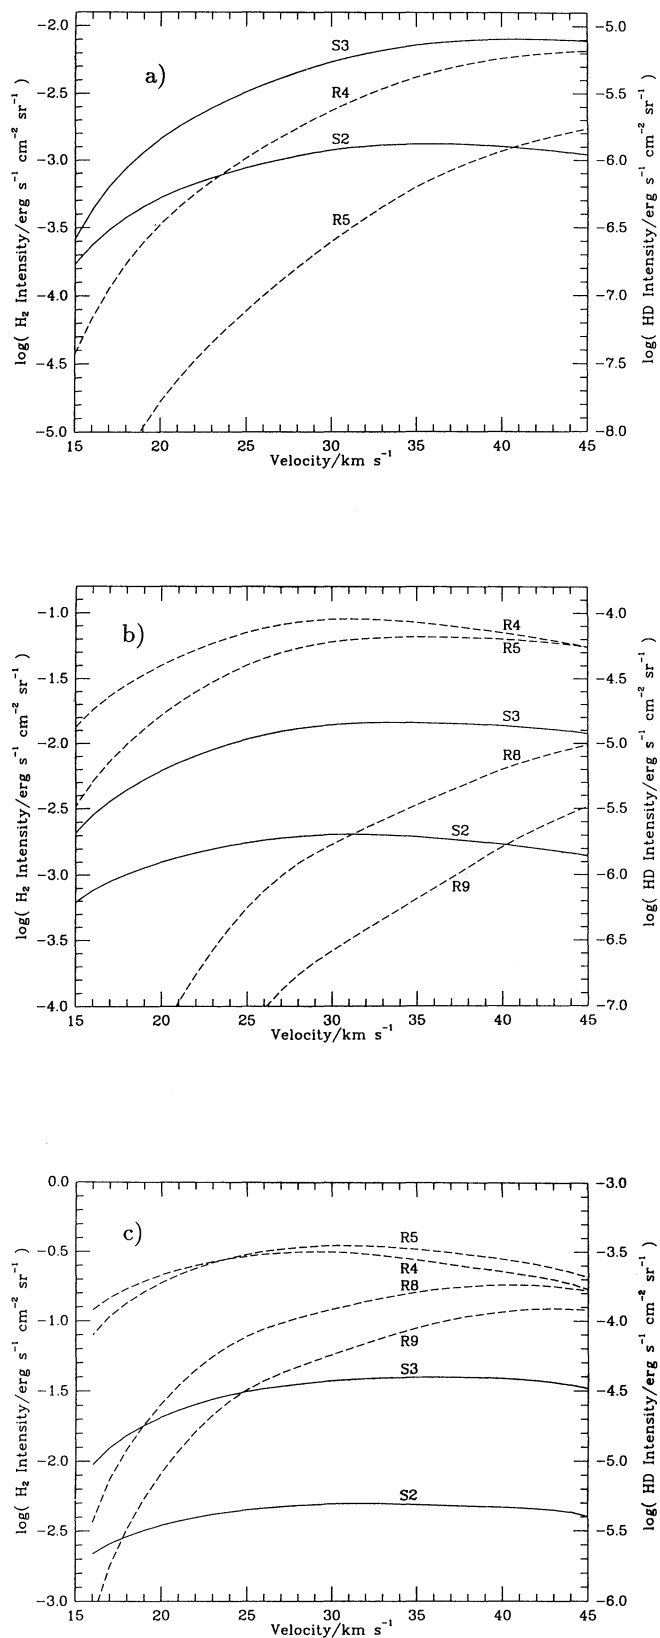 a)
S3
R4
S2
R5
−2.0
−2.5
−3.0
−3.5
−4.0
−4.5
−5.0
log( H₂ Intensity/erg s⁻¹ cm⁻² sr⁻¹ )
−5.0
−5.5
−6.0
−6.5
−7.0
−7.5
−8.0
log( HD Intensity/erg s⁻¹ cm⁻² sr⁻¹ )
15 20 25 30 35 40 45
Velocity/km s⁻¹
b)
R4
R5
S3
R8
S2
R9
−1.0
−1.5
−2.0
−2.5
−3.0
−3.5
−4.0
log( H₂ Intensity/erg s⁻¹ cm⁻² sr⁻¹ )
−4.0
−4.5
−5.0
−5.5
−6.0
−6.5
−7.0
log( HD Intensity/erg s⁻¹ cm⁻² sr⁻¹ )
15 20 25 30 35 40 45
Velocity/km s⁻¹
c)
R5
R4
R8
R9
S3
S2
0.0
−0.5
−1.0
−1.5
−2.0
−2.5
−3.0
log( H₂ Intensity/erg s⁻¹ cm⁻² sr⁻¹ )
−3.0
−3.5
−4.0
−4.5
−5.0
−5.5
−6.0
log( HD Intensity/erg s⁻¹ cm⁻² sr⁻¹ )
15 20 25 30 35 40 45
Velocity/km s⁻¹